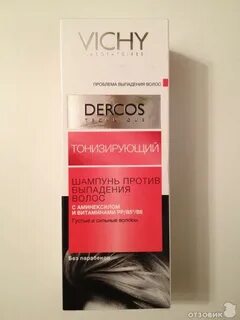 VICHY
LABORATOIRES
ПРОБЛЕМА ВЫПАДЕНИЯ ВОЛОС
DERCOS
TECHNIQUE
ТОНИЗИРУЮЩИЙ
ШАМПУНЬ ПРОТИВ
ВЫПАДЕНИЯ
ВОЛОС
С АМИНЕКСИЛОМ
И ВИТАМИНАМИ PP/B5/B6
Густые и сильные волосы
Без парабенов
ОТЗОВИК